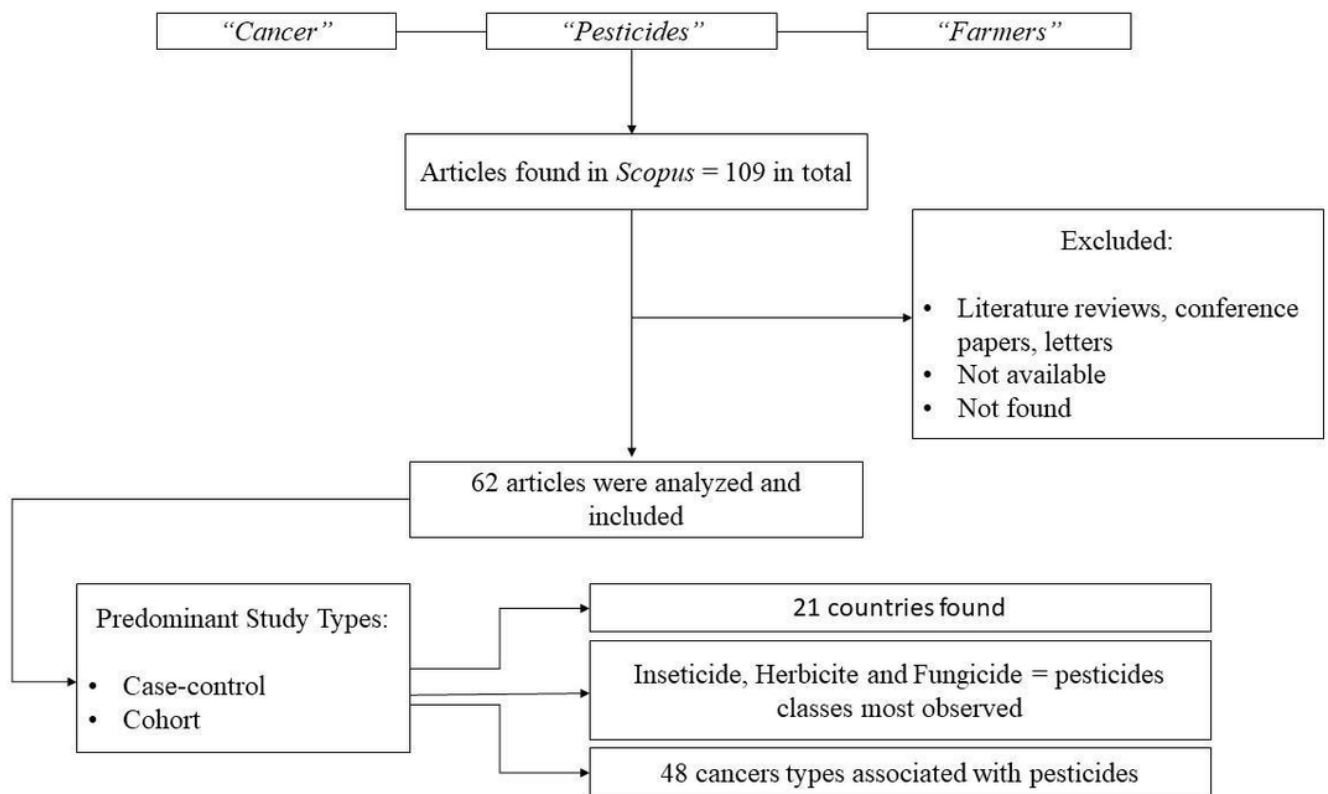 “Cancer”
“Pesticides”
“Farmers”
Articles found in Scopus = 109 in total
Excluded:
• Literature reviews, conference
papers, letters
• Not available
• Not found
62 articles were analyzed and
included
Predominant Study Types:
• Case-control
• Cohort
21 countries found
Inseticide, Herbicite and Fungicide = pesticides
classes most observed
48 cancers types associated with pesticides